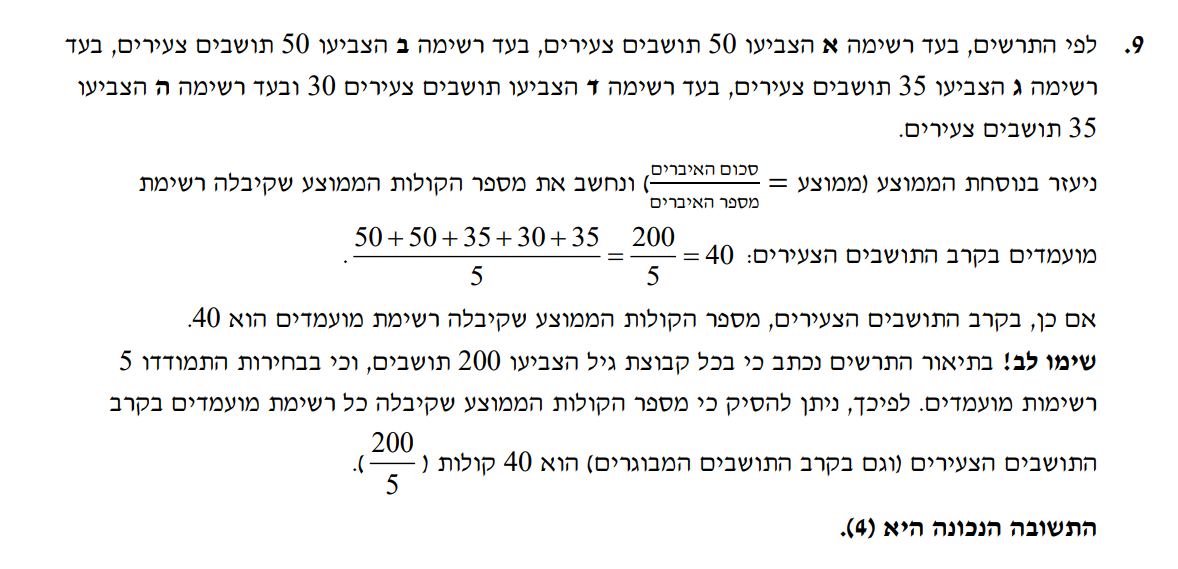 9. לפי התרשים, בעד רשימה א הצביעו 50 תושבים צעירים, בעד רשימה ב הצביעו 50 תושבים צעירים, בעד
רשימה ג הצביעו 35 תושבים צעירים, בעד רשימה ד הצביעו תושבים צעירים 30 ובעד רשימה ה הצביעו
35 תושבים צעירים.
ניעזר בנוסחת הממוצע (ממוצע = סכום האיברים / מספר האיברים) ונחשב את מספר הקולות הממוצע שקיבלה רשימת
מועמדים בקרב התושבים הצעירים: (50+50+35+30+35)/5 = 200/5 = 40.
אם כן, בקרב התושבים הצעירים, מספר הקולות הממוצע שקיבלה רשימת מועמדים הוא 40.
שימו לב! בתיאור התרשים נכתב כי בכל קבוצת גיל הצביעו 200 תושבים, וכי בבחירות התמודדו 5
רשימות מועמדים. לפיכך, ניתן להסיק כי מספר הקולות הממוצע שקיבלה כל רשימת מועמדים בקרב
התושבים הצעירים (וגם בקרב התושבים המבוגרים) הוא 40 קולות (200/5).
התשובה הנכונה היא (4).